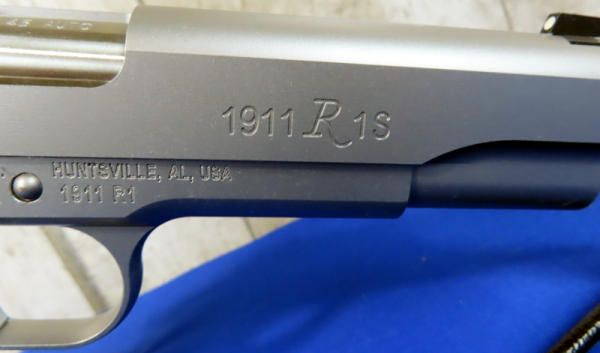 45 AUTO
1911 R1S
HUNTSVILLE, AL, USA
1911 R1